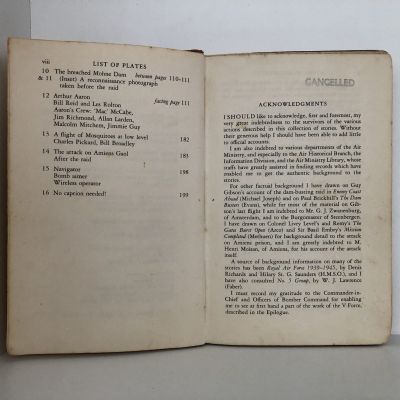 viii LIST OF PLATES
10 The breached Mohne Dam between pages 110-111
& 11 (Inset) A reconnaissance photograph
taken before the raid
12 Arthur Aaron facing page 111
Bill Reid and Les Rolton
Aaron's Crew: 'Mac' McCabe,
Jim Richmond, Allan Larden,
Malcolm Mitchem, Jimmy Guy
13 A flight of Mosquitoes at low level 182
Charles Pickard, Bill Broadley
14 The attack on Amiens Gaol 183
After the raid
15 Navigator 198
Bomb aimer
Wireless operator
16 No caption needed! 199
CANCELLED
ACKNOWLEDGMENTS
I SHOULD like to acknowledge, first and foremost, my
very great indebtedness to the survivors of the various
actions described in this collection of stories. Without
their generous help I should have been able to add little
to official accounts.
I am also indebted to various departments of the Air
Ministry, especially to the Air Historical Branch, the
Information Division, and the Air Ministry Library, whose
staffs greatly assisted in finding records which have
enabled me to get the authentic background to the
stories.
For other factual background I have drawn on Guy
Gibson's account of the dam-busting raid in Enemy Coast
Ahead (Michael Joseph) and on Paul Brickhill's The Dam
Busters (Evans), while for most of the material on Gib-
son's last flight I am indebted to Mr G. J. Zwanenburg,
of Amsterdam, and to the Burgomaster of Steenbergen.
I have drawn on Colonel Livry Level's and Remy's The
Gates Burst Open (Arco) and Sir Basil Embry's Mission
Completed (Methuen) for background detail to the attack
on Amiens prison, and I am greatly indebted to M.
Henri Moisan, of Amiens, for his account of the attack
itself.
A source of background information on many of the
stories has been Royal Air Force 1939-1945, by Denis
Richards and Hilary St. G. Saunders (H.M.S.O.), and I
have also consulted No. 5 Group, by W. J. Lawrence
(Faber).
I must record my gratitude to the Commander-in-
Chief and Officers of Bomber Command for enabling
me to see at first hand a part of the work of the V-Force,
described in the Epilogue.